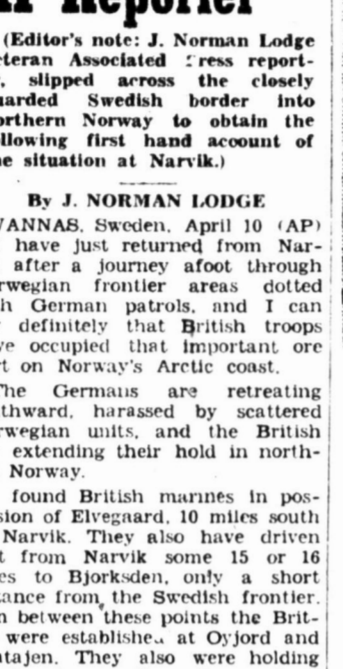 Reporter
(Editor's note: J. Norman Lodge
teran Associated Press report-
, slipped across the closely
uarded Swedish border into
orthern Norway to obtain the
llowing first hand account of
e situation at Narvik.)
By J. NORMAN LODGE
VANNAS, Sweden, April 10 (AP)
have just returned from Nar-
after a journey afoot through
rwegian frontier areas dotted
h German patrols, and I can
definitely that British troops
ve occupied that important ore
t on Norway's Arctic coast.
The Germans are retreating
thward, harassed by scattered
rwegian units, and the British
extending their hold in north-
Norway.
found British marines in pos-
sion of Elvegaard, 10 miles south
Narvik. They also have driven
t from Narvik some 15 or 16
es to Bjorksden, only a short
tance from the Swedish frontier.
n between these points the Brit-
were established at Oyjord and
tajen. They also were holding